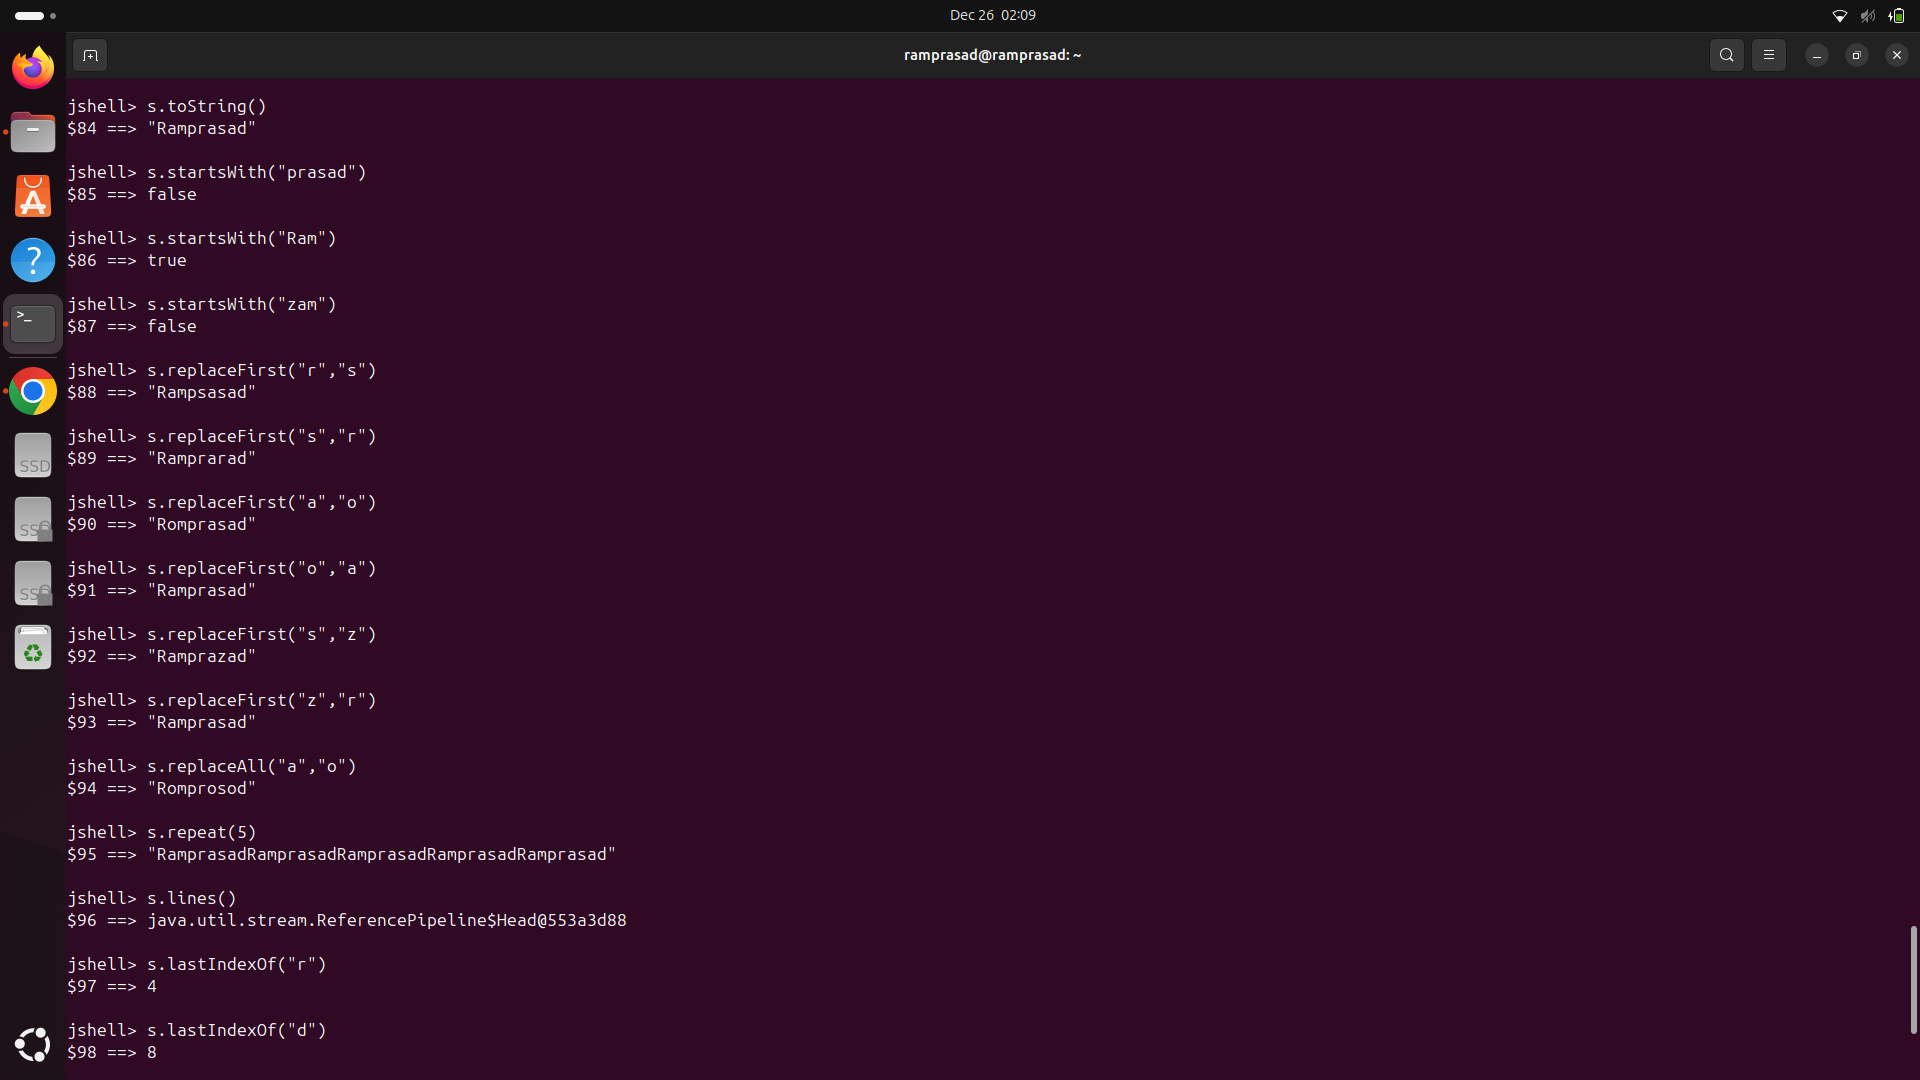 Dec 26 02:09
ramprasad@ramprasad: ~
jshell> s.toString()
$84 ==> "Ramprasad"
jshell> s.startsWith("prasad")
$85 ==> false
jshell> s.startsWith("Ram")
$86 ==> true
jshell> s.startsWith("zam")
$87 ==> false
jshell> s.replaceFirst("r","s")
$88 ==> "Rampsasad"
jshell> s.replaceFirst("s","r")
$89 ==> "Ramprarad"
jshell> s.replaceFirst("a","o")
$90 ==> "Romprasad"
jshell> s.replaceFirst("o","a")
$91 ==> "Ramprasad"
jshell> s.replaceFirst("s","z")
$92 ==> "Ramprazad"
jshell> s.replaceFirst("z","r")
$93 ==> "Ramprasad"
jshell> s.replaceAll("a","o")
$94 ==> "Romprosod"
jshell> s.repeat(5)
$95 ==> "RamprasadRamprasadRamprasadRamprasadRamprasad"
jshell> s.lines()
$96 ==> java.util.stream.ReferencePipeline$Head@553a3d88
jshell> s.lastIndexOf("r")
$97 ==> 4
jshell> s.lastIndexOf("d")
$98 ==> 8
>_
SSD
SSD
SSD